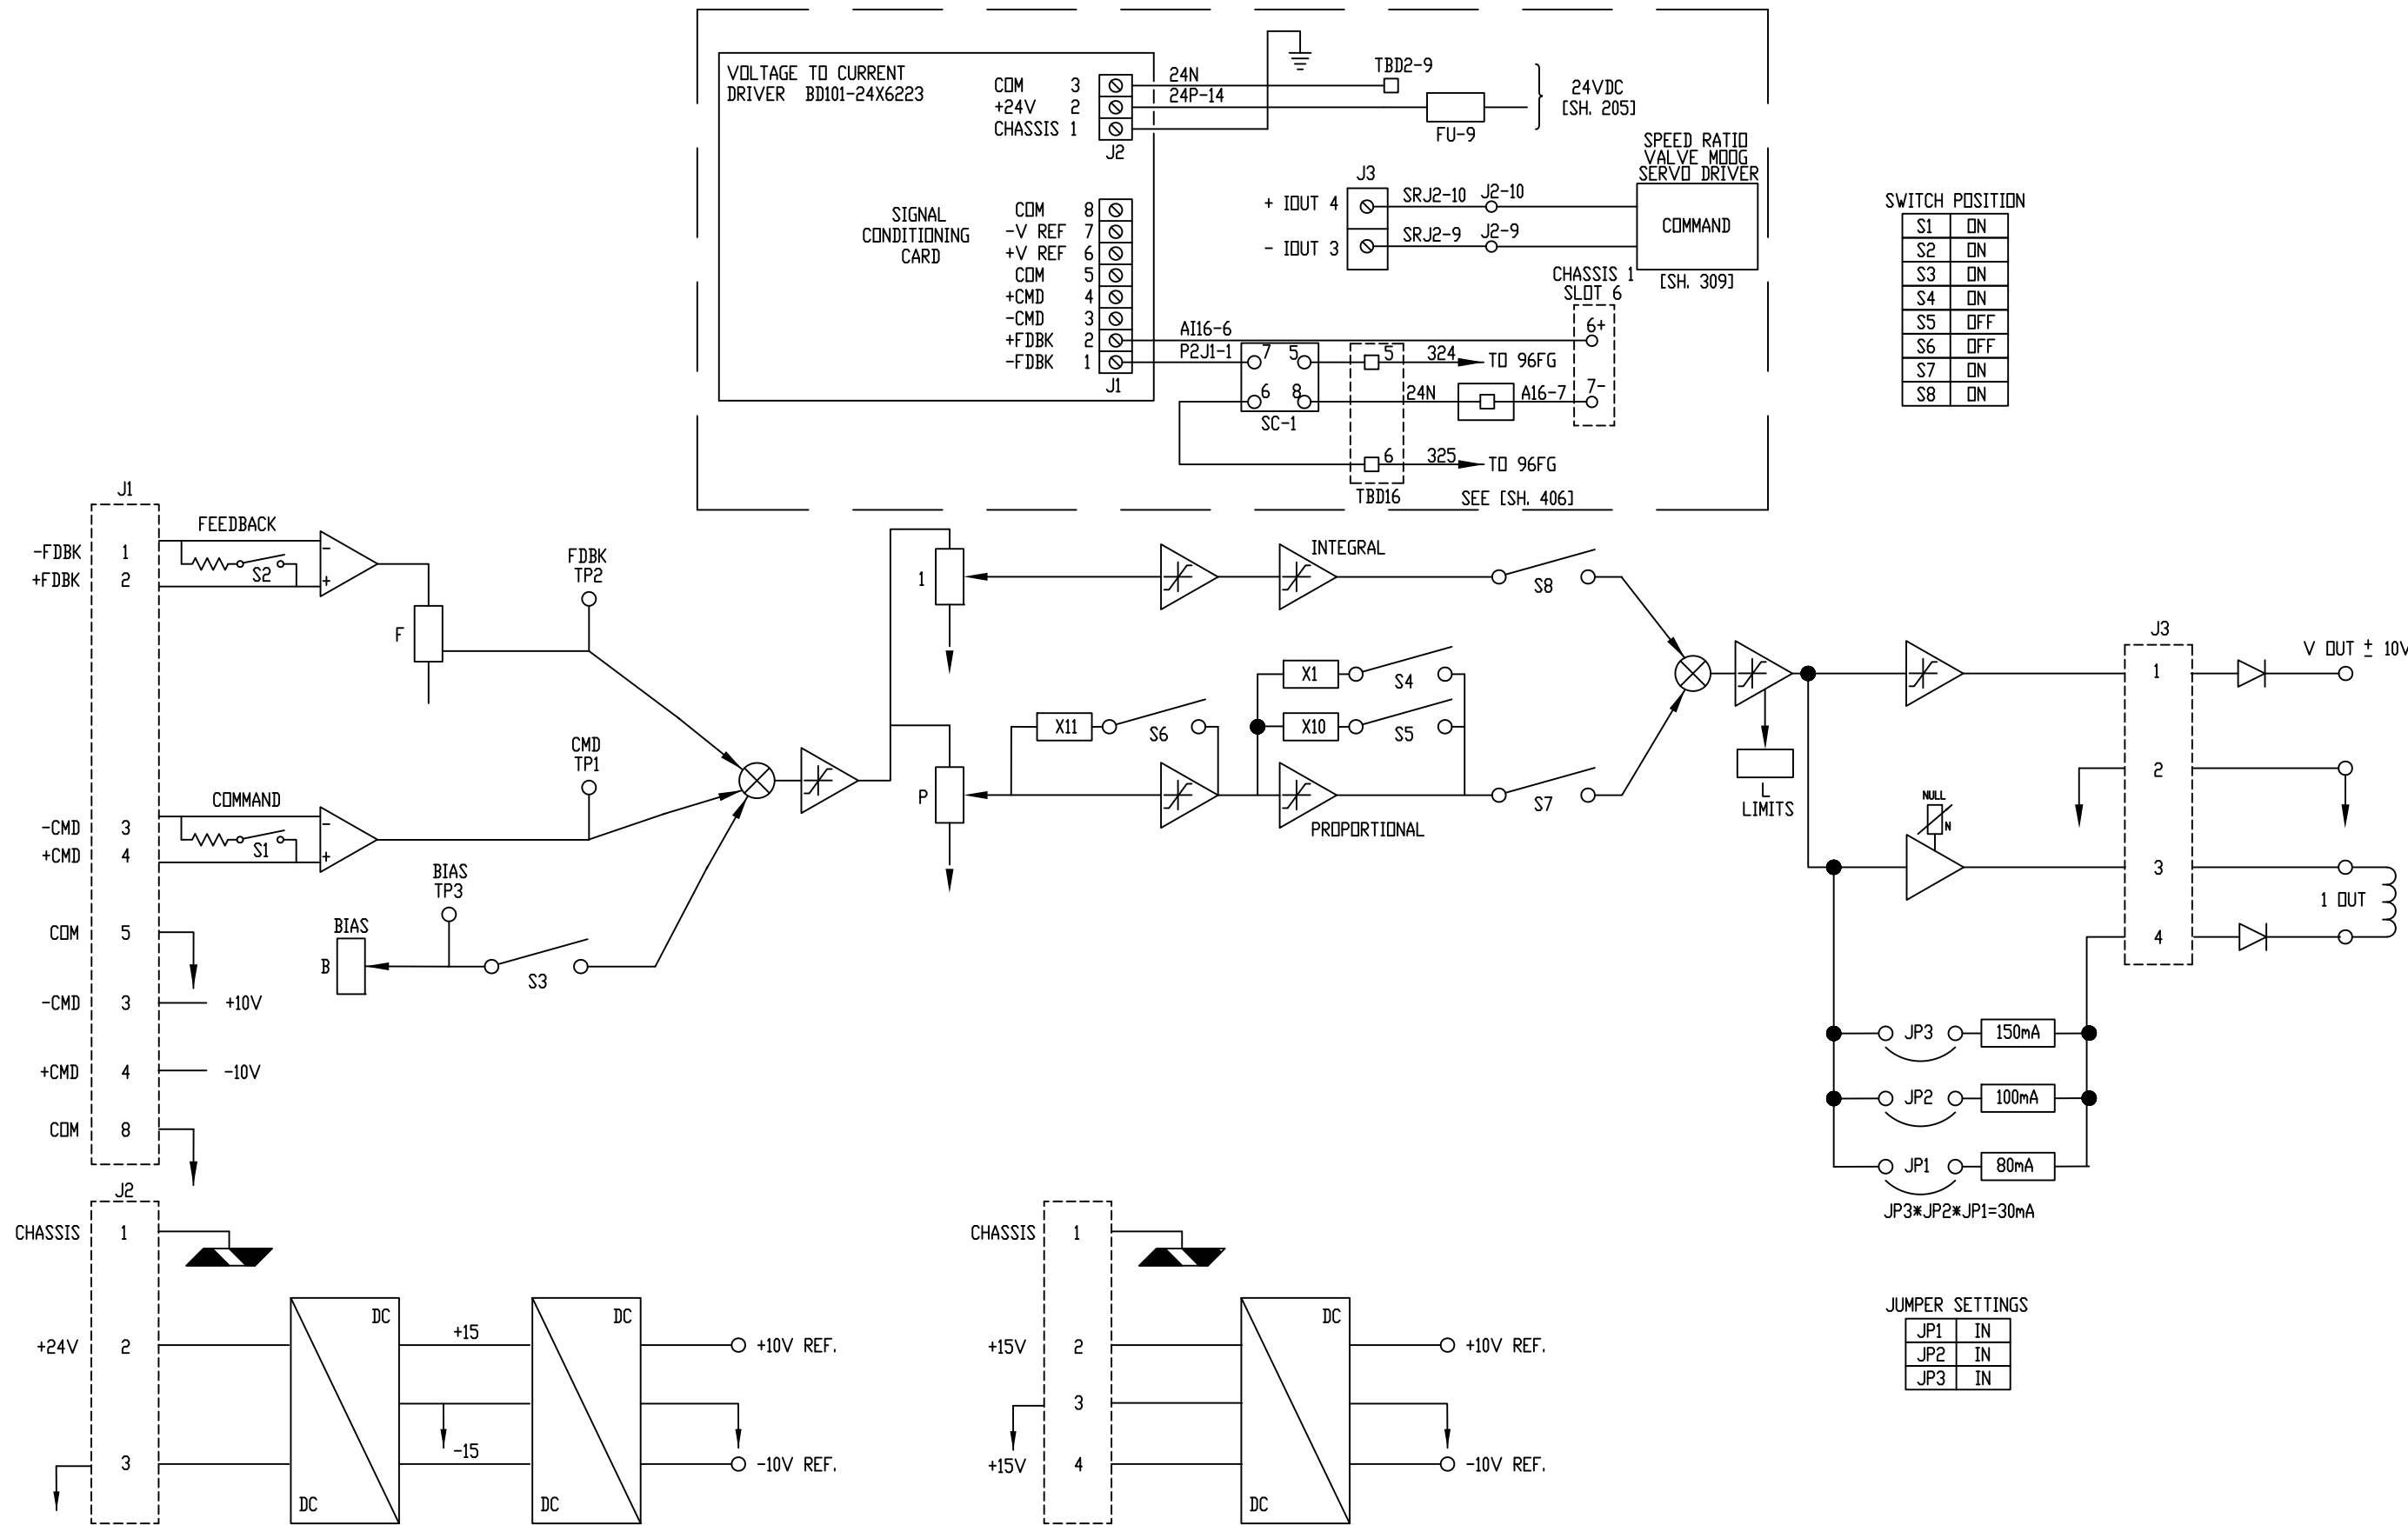 VOLTAGE TO CURRENT
DRIVER BD101-24X6223
COM 3
+24V 2
CHASSIS 1
J2
24N
24P-14
TBD2-9
FU-9
24VDC
[SH. 205]
SIGNAL
CONDITIONING
CARD
COM 8
-V REF 7
+V REF 6
COM 5
+CMD 4
-CMD 3
+FDBK 2
-FDBK 1
J1
J3
+ IOUT 4
- IOUT 3
SRJ2-10
J2-10
SRJ2-9
J2-9
SPEED RATIO
VALVE MOOG
SERVO DRIVER
COMMAND
[SH. 309]
CHASSIS 1
SLOT 6
6+
7-
AI16-6
P2J1-1
7 5
6 8
SC-1
5 324 TO 96FG
24N A16-7
6 325 TO 96FG
TBD16
SEE [SH. 406]
SWITCH POSITION
S1 ON
S2 ON
S3 ON
S4 ON
S5 OFF
S6 OFF
S7 ON
S8 ON
J1
-FDBK 1
+FDBK 2
FEEDBACK
S2
- 
+
F
FDBK
TP2
CMD
TP1
COMMAND
-CMD 3
+CMD 4
S1
-
+
BIAS
TP3
BIAS
B
S3
COM 5
-CMD 3 +10V
+CMD 4 -10V
COM 8
1
P
INTEGRAL
S8
X1 S4
X11 S6
X10 S5
S7
PROPORTIONAL
L
LIMITS
NULL
N
J3
1
2
3
4
V OUT ± 10V
1 OUT
JP3 150mA
JP2 100mA
JP1 80mA
JP3*JP2*JP1=30mA
J2
CHASSIS 1
+24V 2
3
DC
DC
+15
-15
DC
DC
+10V REF.
-10V REF.
CHASSIS 1
+15V 2
3
+15V 4
DC
DC
+10V REF.
-10V REF.
JUMPER SETTINGS
JP1 IN
JP2 IN
JP3 IN